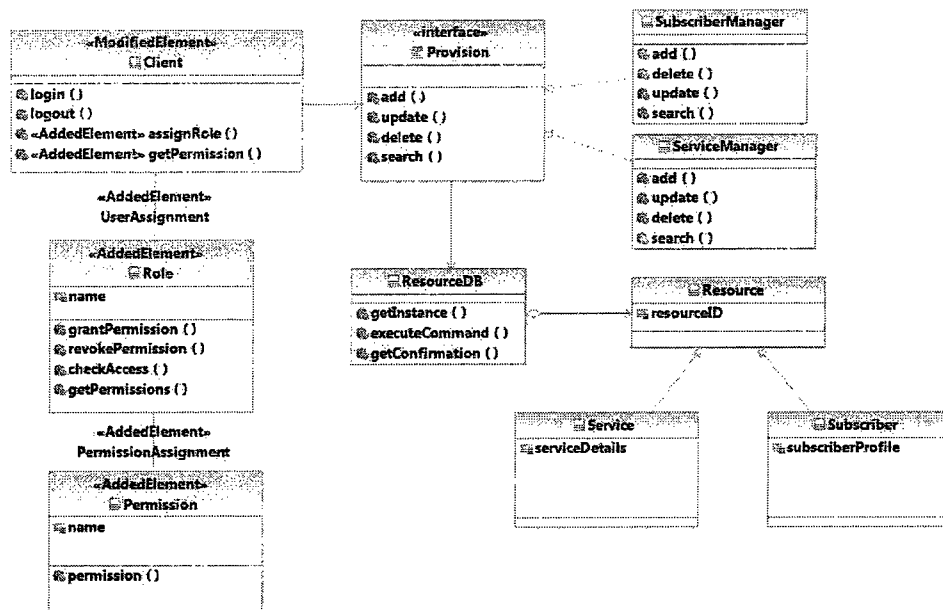 «ModifiedElement»
Client
login ( )
logout ( )
«AddedElement» assignRole ( )
«AddedElement» getPermission ( )
«AddedElement»
UserAssignment
«AddedElement»
Role
name
grantPermission ( )
revokePermission ( )
checkAccess ( )
getPermissions ( )
«AddedElement»
PermissionAssignment
«AddedElement»
Permission
name
permission ( )
«interface»
Provision
add ( )
update ( )
delete ( )
search ( )
SubscriberManager
add ( )
delete ( )
update ( )
search ( )
ServiceManager
add ( )
update ( )
delete ( )
search ( )
ResourceDB
getInstance ( )
executeCommand ( )
getConfirmation ( )
Resource
resourceID
Service
serviceDetails
Subscriber
subscriberProfile